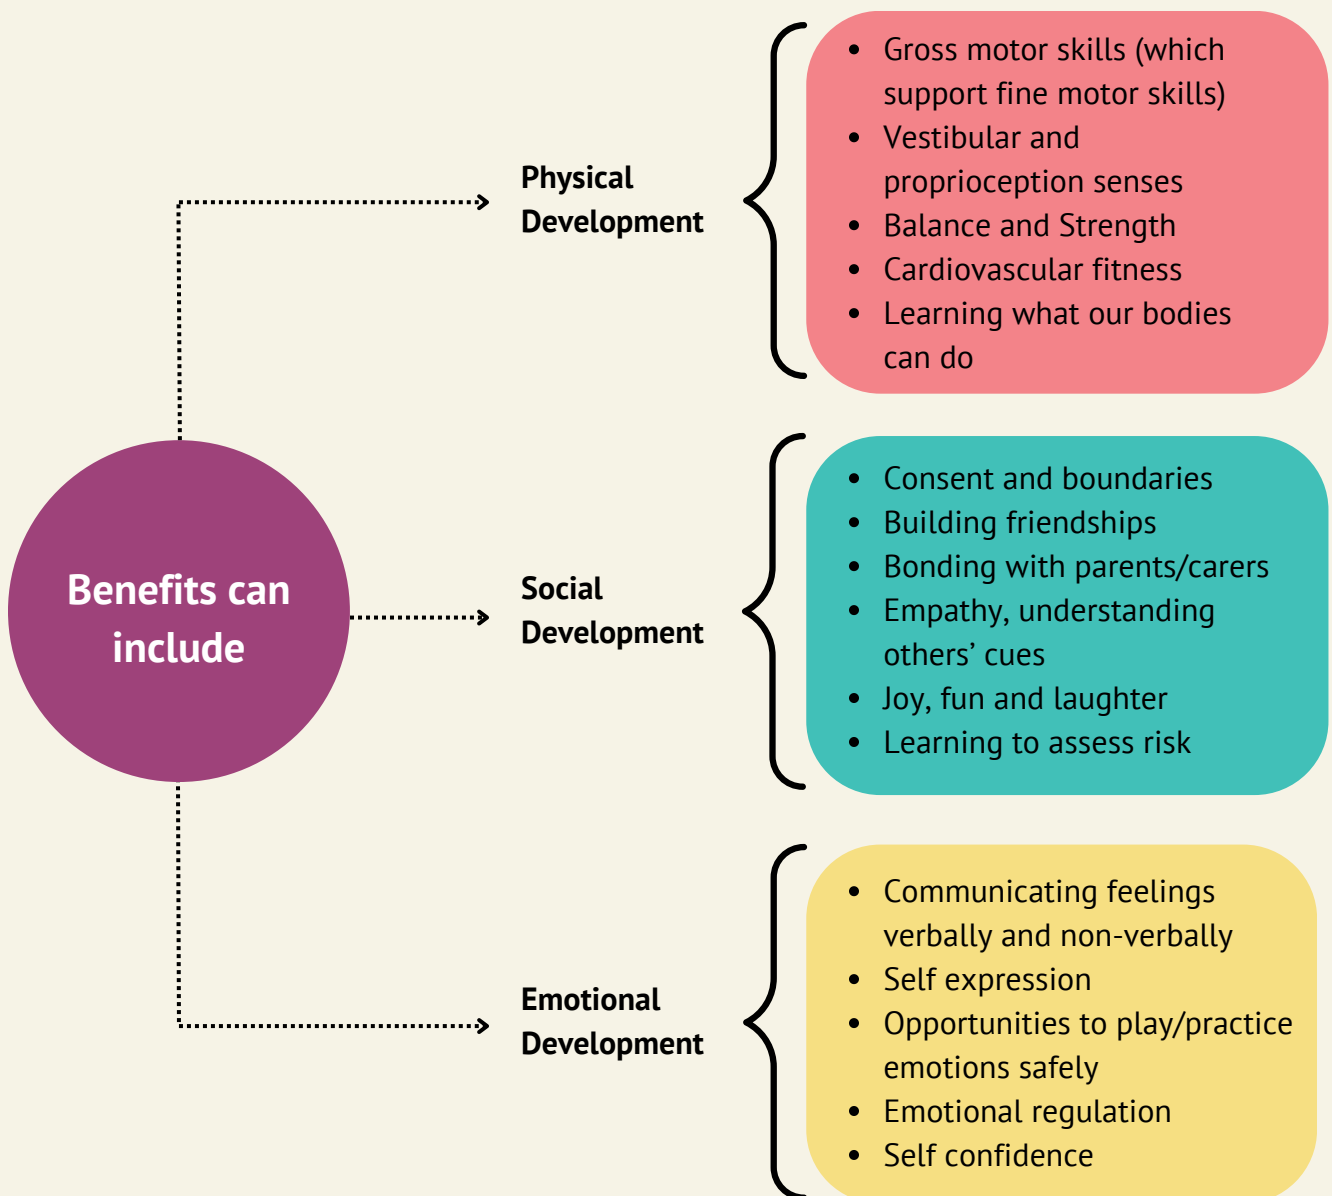 Benefits can
include
Physical
Development
• Gross motor skills (which
support fine motor skills)
• Vestibular and
proprioception senses
• Balance and Strength
• Cardiovascular fitness
• Learning what our bodies
can do
Social
Development
• Consent and boundaries
• Building friendships
• Bonding with parents/carers
• Empathy, understanding
others’ cues
• Joy, fun and laughter
• Learning to assess risk
Emotional
Development
• Communicating feelings
verbally and non-verbally
• Self expression
• Opportunities to play/practice
emotions safely
• Emotional regulation
• Self confidence